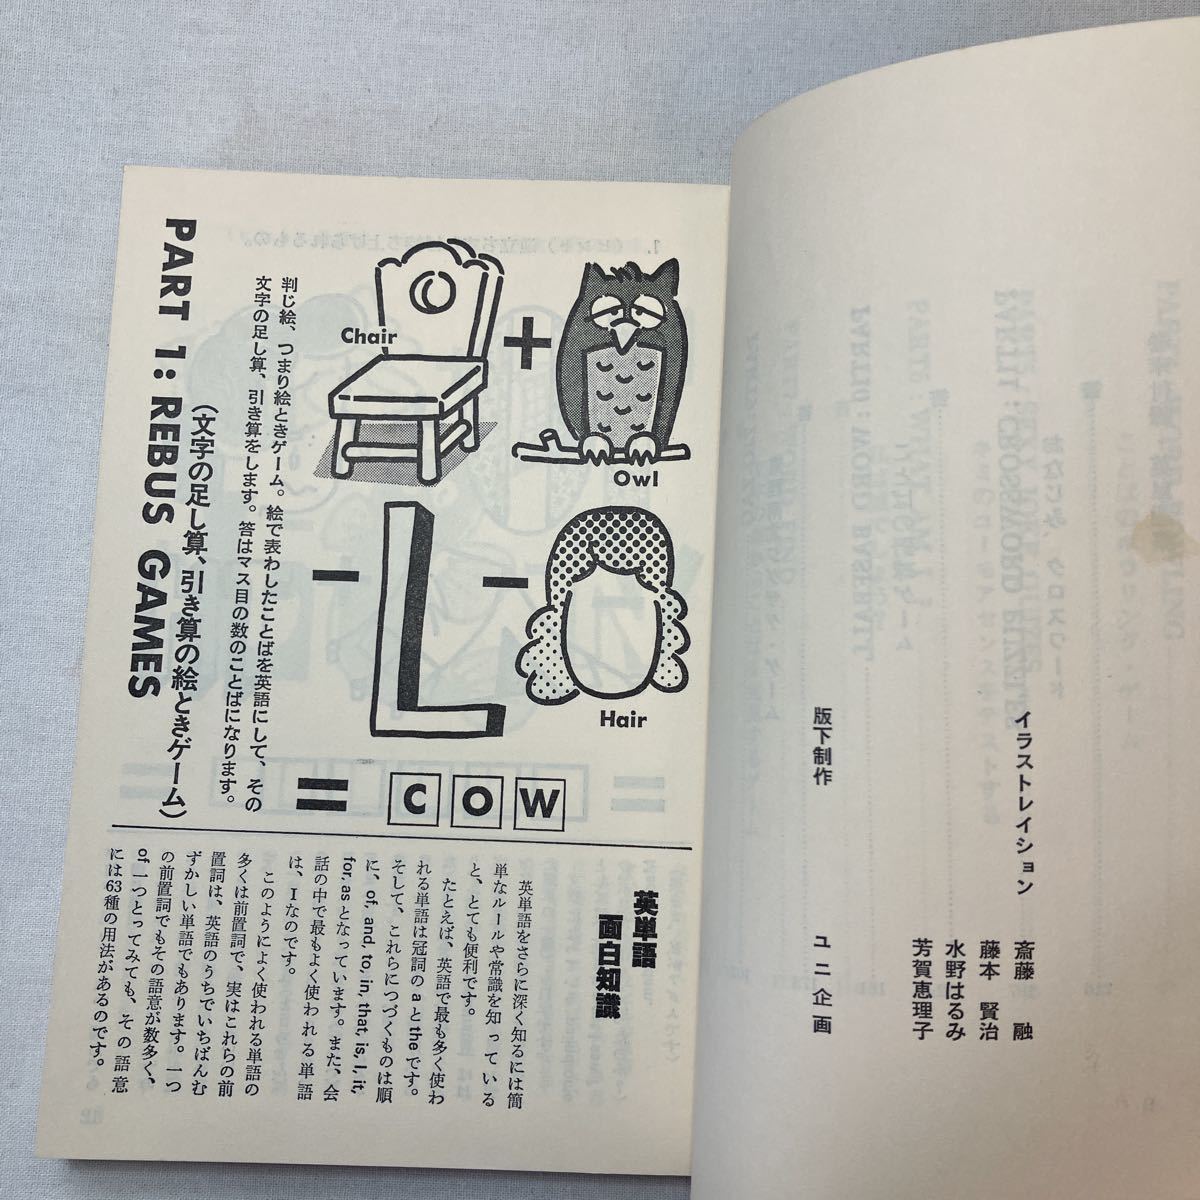 イラストレイション
斎藤 融
藤本 賢治
水野はるみ
芳賀恵理子
版下制作
ユニ企画
PART 1: REBUS GAMES
(文字の足し算、引き算の絵ときゲーム)
判じ絵、つまり絵ときゲーム。絵で表わしたことばを英語にして、その
文字の足し算、引き算をします。答はマス目の数のことばになります。
Chair
+
Owl
－
L
－
Hair
=
C O W
英単語
面白知識
英単語をさらに深く知るには簡
単なルールや常識を知っている
と、とても便利です。
たとえば、英語で最も多く使わ
れる単語は冠詞の a と the です。
そして、これらにつづくものは順
に、of, and, to, in, that, is, I, it,
for, as となっています。また、会
話の中で最もよく使われる単語
は、I なのです。
このようによく使われる単語の
多くは前置詞で、実はこれらの前
置詞は、英語のうちでいちばんむ
ずかしい単語でもあります。一つ
の前置詞でもその語意が数多く、
of 一つとってみても、その語意
には63種の用法があるのです。